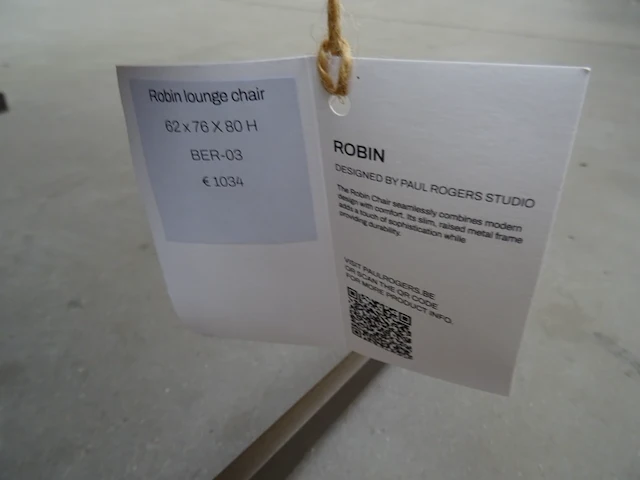 Robin lounge chair
62 x 76 X 80 H
BER-03
€ 1034
ROBIN
DESIGNED BY PAUL ROGERS STUDIO
The Robin Chair seamlessly combines modern
design with comfort. Its slim, raised metal frame
adds a touch of sophistication while
providing durability.
VISIT PAULROGERS.BE
OR SCAN THE QR CODE
FOR MORE PRODUCT INFO.